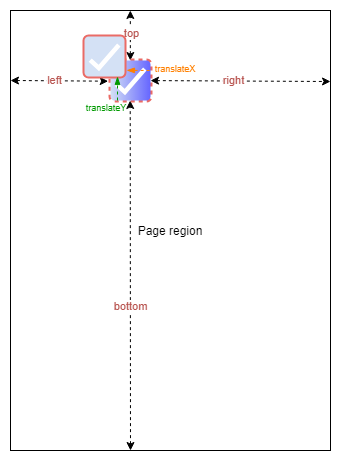 top
translateX
left
right
translateY
Page region
bottom